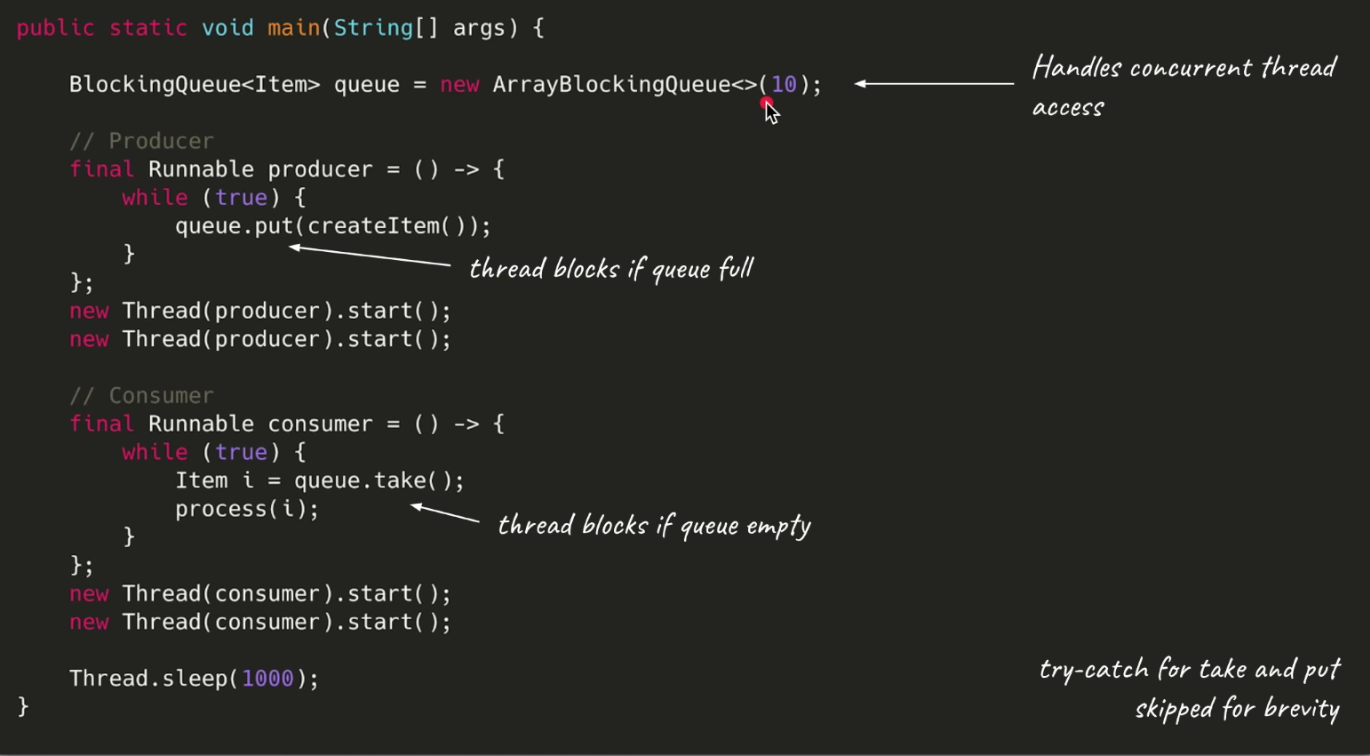 public static void main(String[] args) {
BlockingQueue<Item> queue = new ArrayBlockingQueue<>(10);
Handles concurrent thread
access
// Producer
final Runnable producer = () -> {
while (true) {
queue.put(createItem());
}
thread blocks if queue full
};
new Thread(producer).start();
new Thread(producer).start();
// Consumer
final Runnable consumer = () -> {
while (true) {
Item i = queue.take();
process(i);
thread blocks if queue empty
}
};
new Thread(consumer).start();
new Thread(consumer).start();
Thread.sleep(1000);
}
try-catch for take and put
skipped for brevity